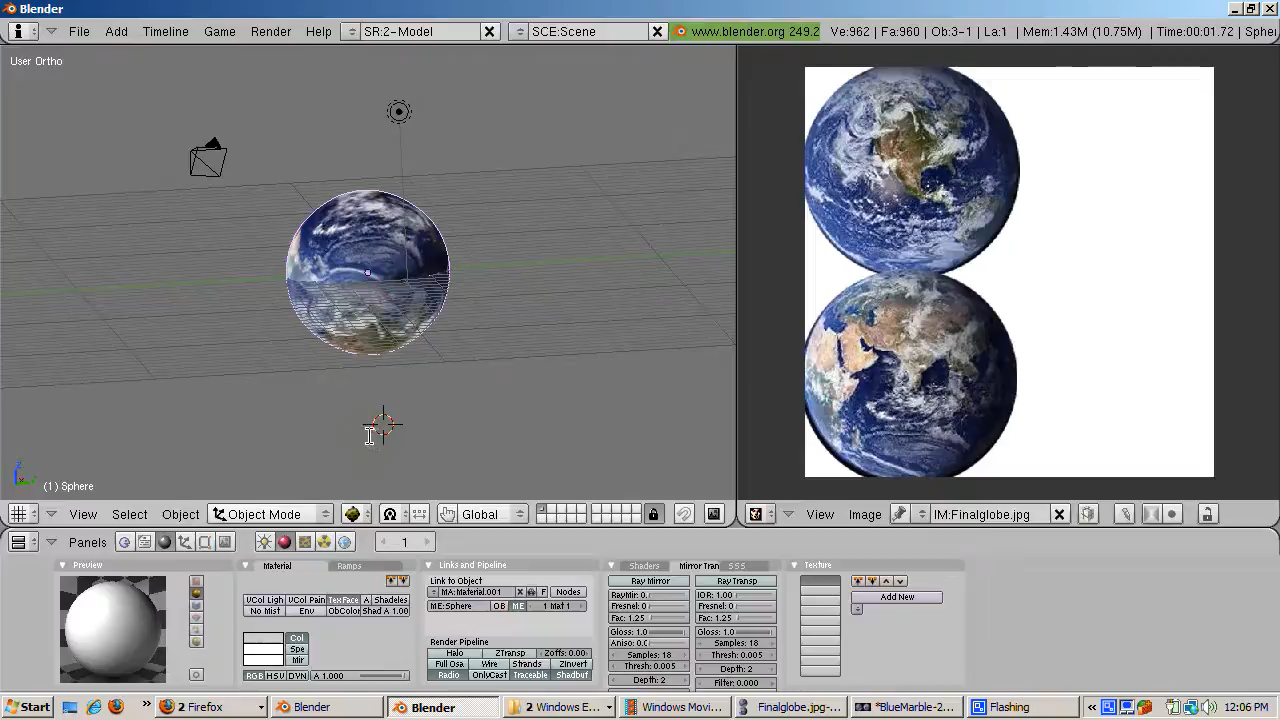 Blender
File Add Timeline Game Render Help SR:2-Model SCE:Scene www.blender.org 249.2 Ve:962 | Fa:960 | Ob:3-1 | La:1 | Mem:1.43M (10.75M) | Time:00:01.72 | Spher
User Ortho
(1) Sphere
View Select Object Object Mode Global
View Image IM:Finalglobe.jpg
Panels 1
Preview
Material Ramps
VCol Ligh VCol Pain TexFace A Shadeles
No Mist Env ObColor Shad A 1.00
Col
Spe
Mir
RGB HSV DYN A 1.000
Links and Pipeline
Link to Object
MA:Material.001 F Nodes
ME:Sphere OB ME 1 Mat 1
Render Pipeline
Halo ZTransp Zoffs: 0.00
Full Osa Wire Strands ZInvert
Radio OnlyCast Traceable Shadbuf
Shaders Mirror Tran SSS
Ray Mirror Ray Transp
RayMir: 0. IOR: 1.00
Fresnel: 0. Fresnel: 0.
Fac: 1.25 Fac: 1.25
Gloss: 1.0 Gloss: 1.0
Aniso: 0.0 Samples: 18
Samples: 18 Thresh: 0.005
Thresh: 0.005 Depth: 2
Depth: 2 Filter: 0.000
Texture
Add New
Start 2 Firefox Blender Blender 2 Windows E... Windows Movi... Finalglobe.jpg-... *BlueMarble-2... Flashing 12:06 PM